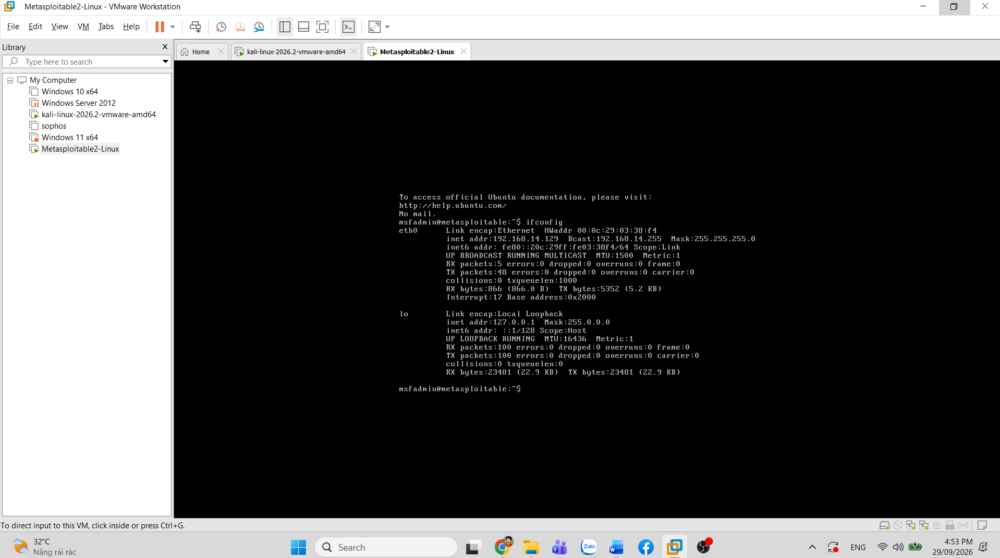 Metasploitable2-Linux - VMware Workstation
File Edit View VM Tabs Help
Library
Type here to search
My Computer
Windows 10 x64
Windows Server 2012
kali-linux-2026.2-vmware-amd64
sophos
Windows 11 x64
Metasploitable2-Linux
Home
kali-linux-2026.2-vmware-amd64
Metasploitable2-Linux
To access official Ubuntu documentation, please visit:
http://help.ubuntu.com/
No mail.
msfadmin@metasploitable:~$ ifconfig
eth0 Link encap:Ethernet HWaddr 00:0c:29:03:38:f4
inet addr:192.168.14.129 Bcast:192.168.14.255 Mask:255.255.255.0
inet6 addr: fe80::20c:29ff:fe03:38f4/64 Scope:Link
UP BROADCAST RUNNING MULTICAST MTU:1500 Metric:1
RX packets:5 errors:0 dropped:0 overruns:0 frame:0
TX packets:48 errors:0 dropped:0 overruns:0 carrier:0
collisions:0 txqueuelen:1000
RX bytes:866 (866.0 B) TX bytes:5352 (5.2 KB)
Interrupt:17 Base address:0x2000
lo Link encap:Local Loopback
inet addr:127.0.0.1 Mask:255.0.0.0
inet6 addr: ::1/128 Scope:Host
UP LOOPBACK RUNNING MTU:16436 Metric:1
RX packets:100 errors:0 dropped:0 overruns:0 frame:0
TX packets:100 errors:0 dropped:0 overruns:0 carrier:0
collisions:0 txqueuelen:0
RX bytes:23481 (22.9 KB) TX bytes:23481 (22.9 KB)
msfadmin@metasploitable:~$
To direct input to this VM, click inside or press Ctrl+G.
32°C
Nắng rải rác
Search
Zalo
ENG
4:53 PM
29/09/2026